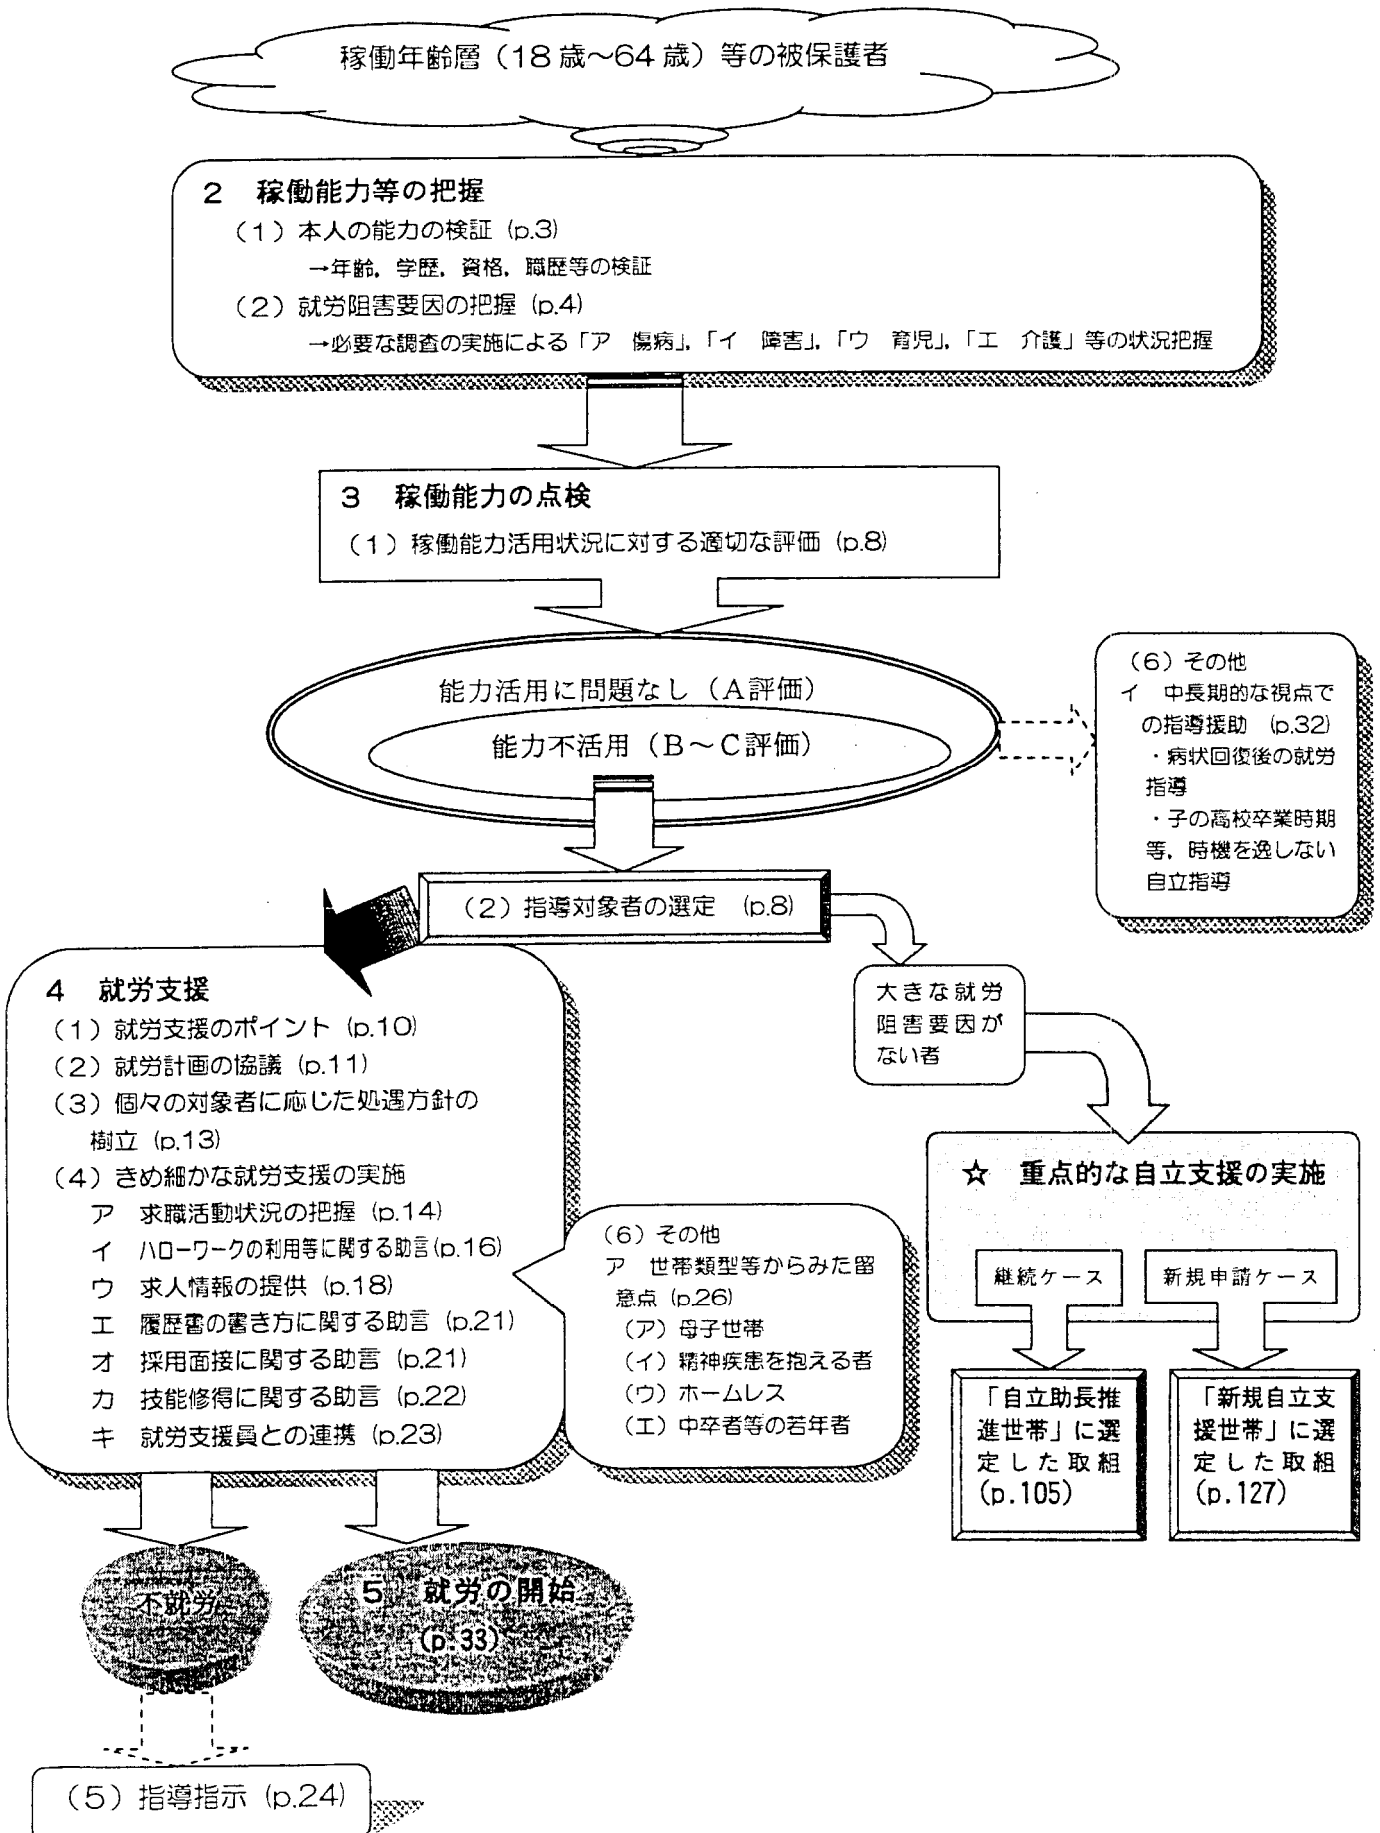 稼働年齢層（18歳～64歳）等の被保護者
2　稼働能力等の把握
（1）本人の能力の検証（p.3）
→年齢，学歴，資格，職歴等の検証
（2）就労阻害要因の把握（p.4）
→必要な調査の実施による「ア　傷病」，「イ　障害」，「ウ　育児」，「エ　介護」等の状況把握
3　稼働能力の点検
（1）稼働能力活用状況に対する適切な評価（p.8）
能力活用に問題なし（A評価）
能力不活用（B～C評価）
（6）その他
イ　中長期的な視点で
の指導援助　（p.32）
・病状回復後の就労
指導
・子の高校卒業時期
等，時機を逸しない
自立指導
（2）指導対象者の選定　（p.8）
大きな就労
阻害要因が
ない者
4　就労支援
（1）就労支援のポイント（p.10）
（2）就労計画の協議（p.11）
（3）個々の対象者に応じた処遇方針の
樹立（p.13）
（4）きめ細かな就労支援の実施
ア　求職活動状況の把握（p.14）
イ　ハローワークの利用等に関する助言（p.16）
ウ　求人情報の提供（p.18）
エ　履歴書の書き方に関する助言（p.21）
オ　採用面接に関する助言（p.21）
カ　技能修得に関する助言（p.22）
キ　就労支援員との連携（p.23）
（6）その他
ア　世帯類型等からみた留
意点（p.26）
（ア）母子世帯
（イ）精神疾患を抱える者
（ウ）ホームレス
（エ）中卒者等の若年者
☆　重点的な自立支援の実施
継続ケース
新規申請ケース
「自立助長推
進世帯」に選
定した取組
（p.105）
「新規自立支
援世帯」に選
定した取組
（p.127）
不就労
5　就労の開始
（p.33）
（5）指導指示（p.24）